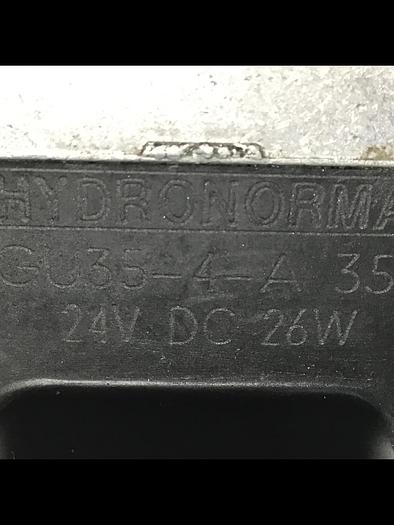 HYDRONORMA
GU35-4-A 35
24V DC 26W